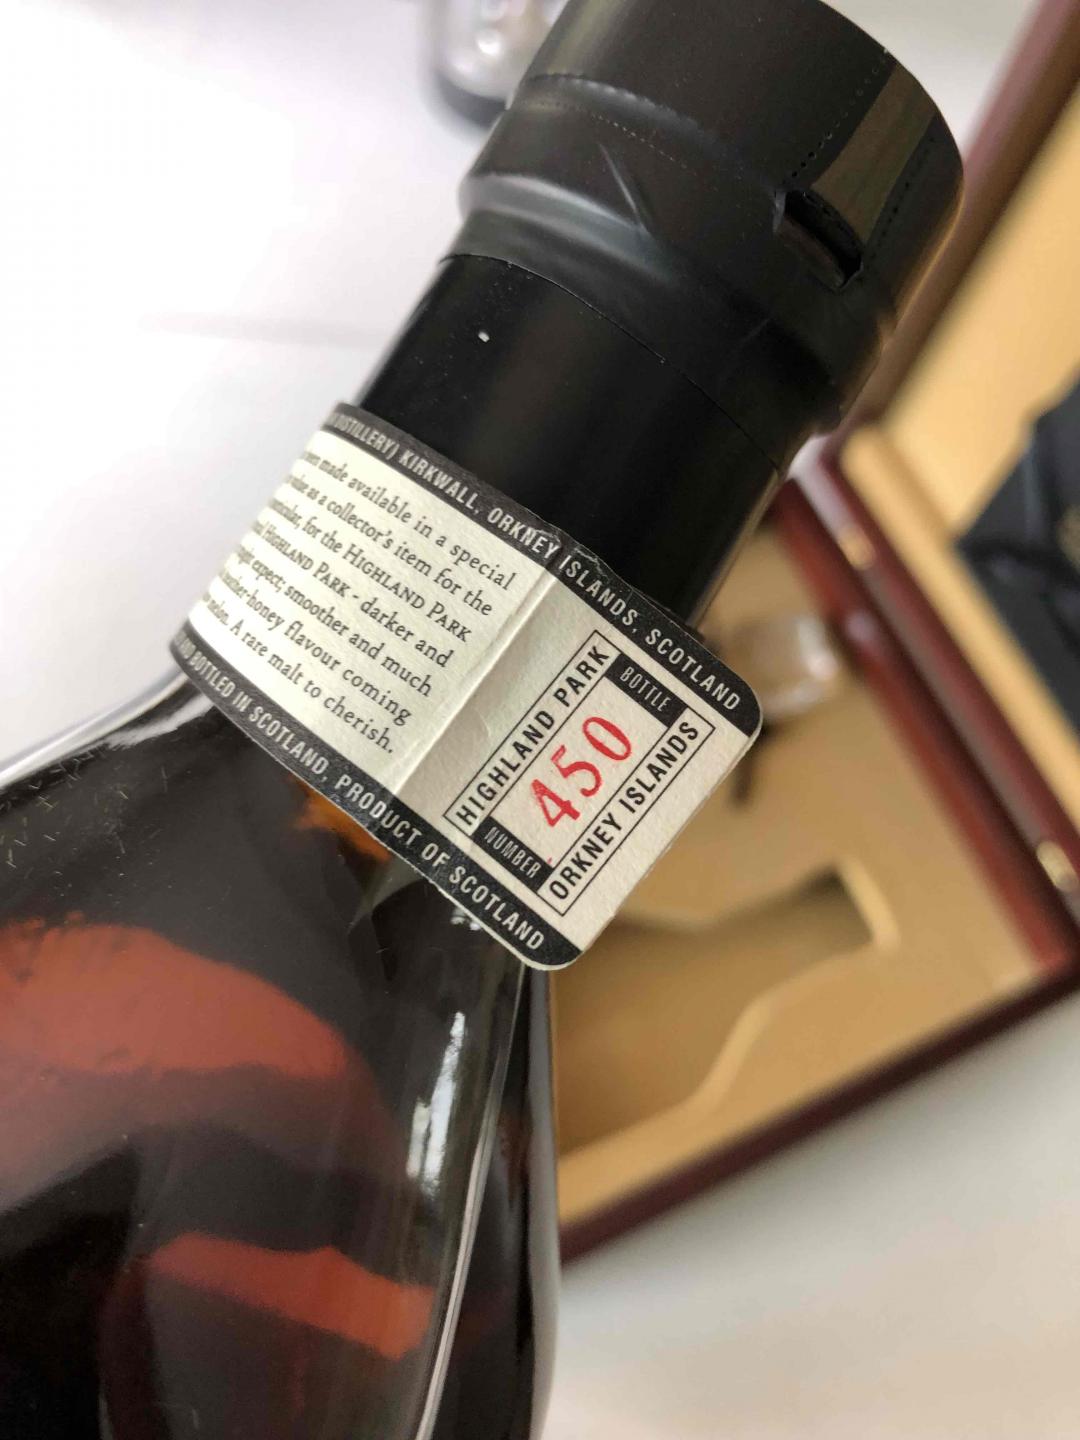 DISTILLERY) KIRKWALL, ORKNEY ISLANDS, SCOTLAND
made available in a special
as a collector's item for the
for the HIGHLAND PARK
HIGHLAND PARK - darker and
expect; smoother and much
heather-honey flavour coming
A rare malt to cherish.
BOTTLED IN SCOTLAND, PRODUCT OF SCOTLAND
HIGHLAND PARK
BOTTLE
450
NUMBER
ORKNEY ISLANDS